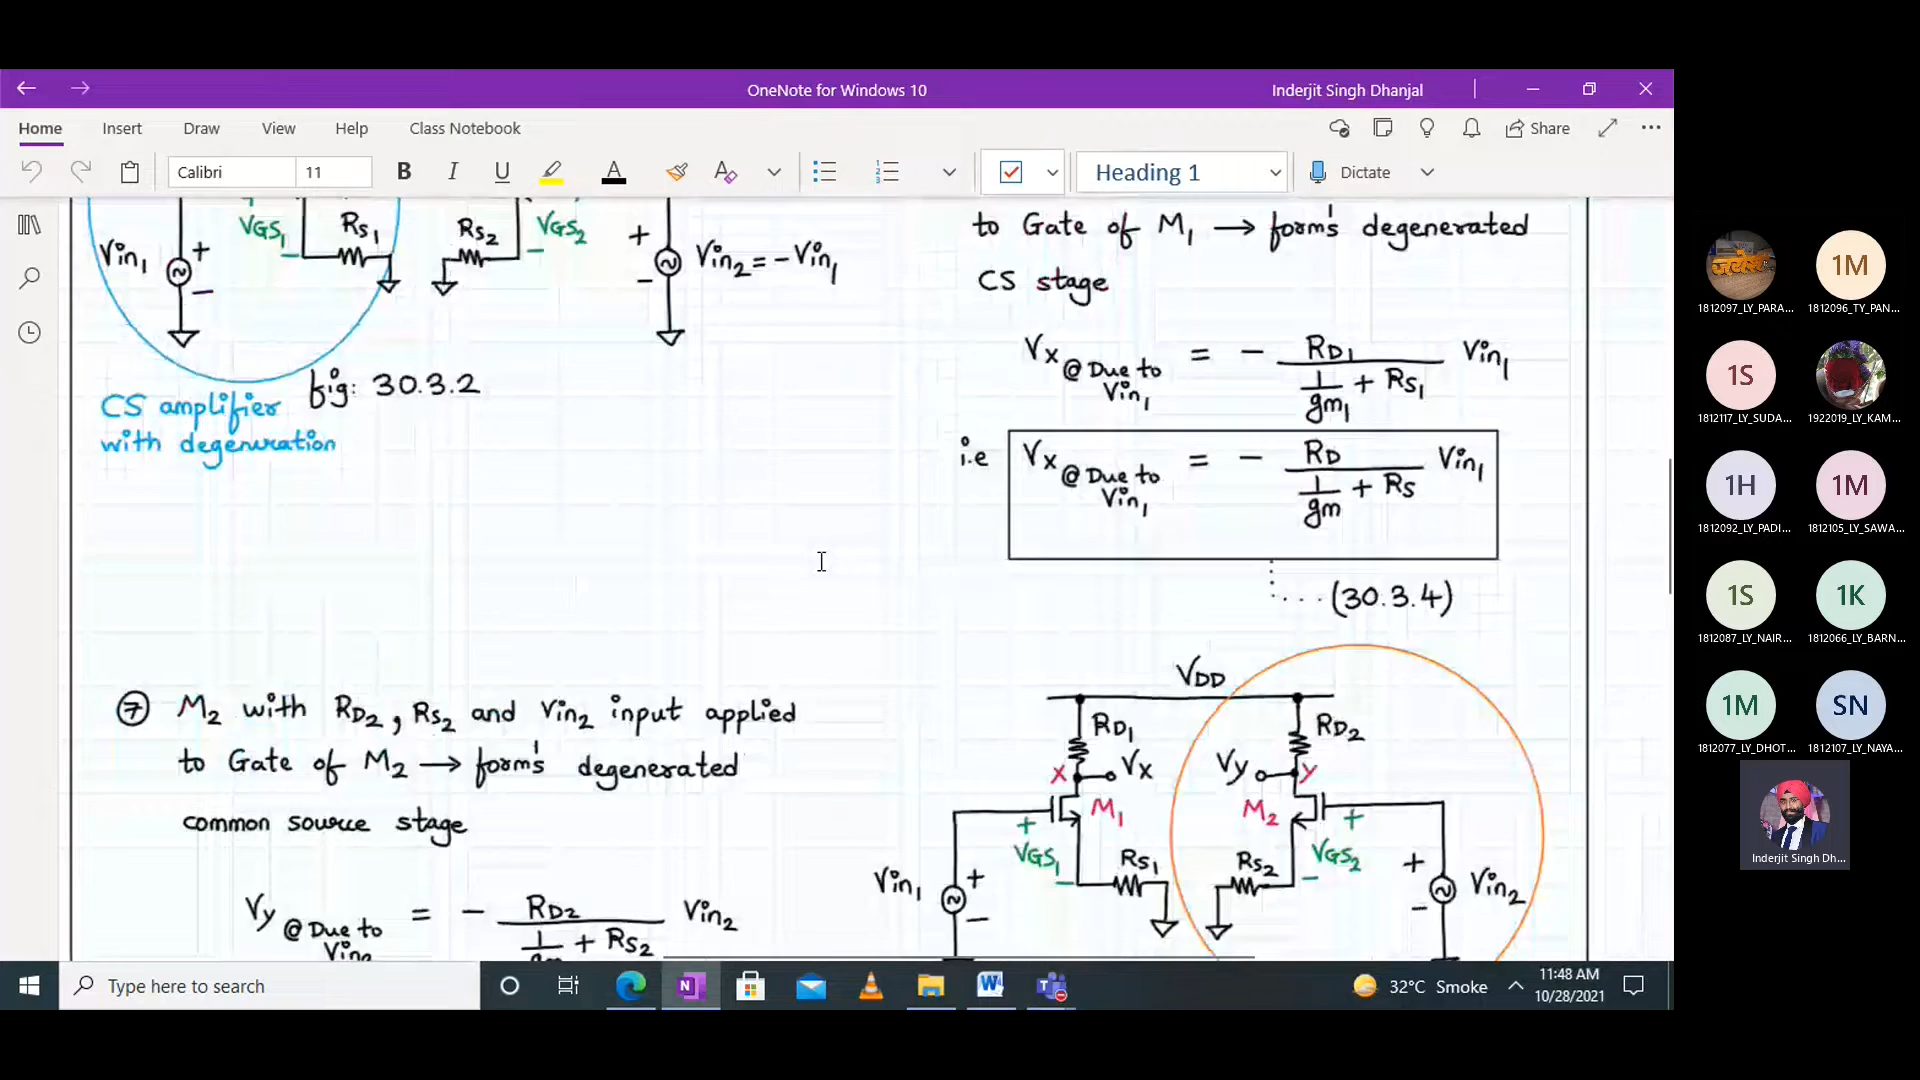 OneNote for Windows 10
Inderjit Singh Dhanjal
Home Insert Draw View Help Class Notebook
Share
Calibri 11 B I U A Heading 1 Dictate
VGS1 RS1 RS2 VGS2
Vin1 + − − + − Vin2 = −Vin1
fig: 30.3.2
CS amplifier
with degeneration
to Gate of M1 → form's degenerated
CS stage
Vx @ Due to Vin1 = − RD1 / (1/gm1 + RS1) Vin1
i.e Vx @ Due to Vin1 = − RD / (1/gm + RS) Vin1
....(30.3.4)
⑦ M2 with RD2, RS2 and Vin2 input applied
to Gate of M2 → form's degenerated
common source stage
Vy @ Due to Vin2 = − RD2 / (1/gm + RS2) Vin2
VDD
RD1 RD2
X Vx Vy Y
M1 M2
+ VGS1 − RS1 RS2 + VGS2 −
Vin1 + − + − Vin2
1M
1812097_LY_PARA...
1812096_TY_PAN...
1S
1812117_LY_SUDA...
1922019_LY_KAM...
1H
1M
1812092_LY_PADI...
1812105_LY_SAWA...
1S
1K
1812087_LY_NAIR...
1812066_LY_BARN...
1M
SN
1812077_LY_DHOT...
1812107_LY_NAYA...
Inderjit Singh Dh...
Type here to search
32°C Smoke
11:48 AM
10/28/2021